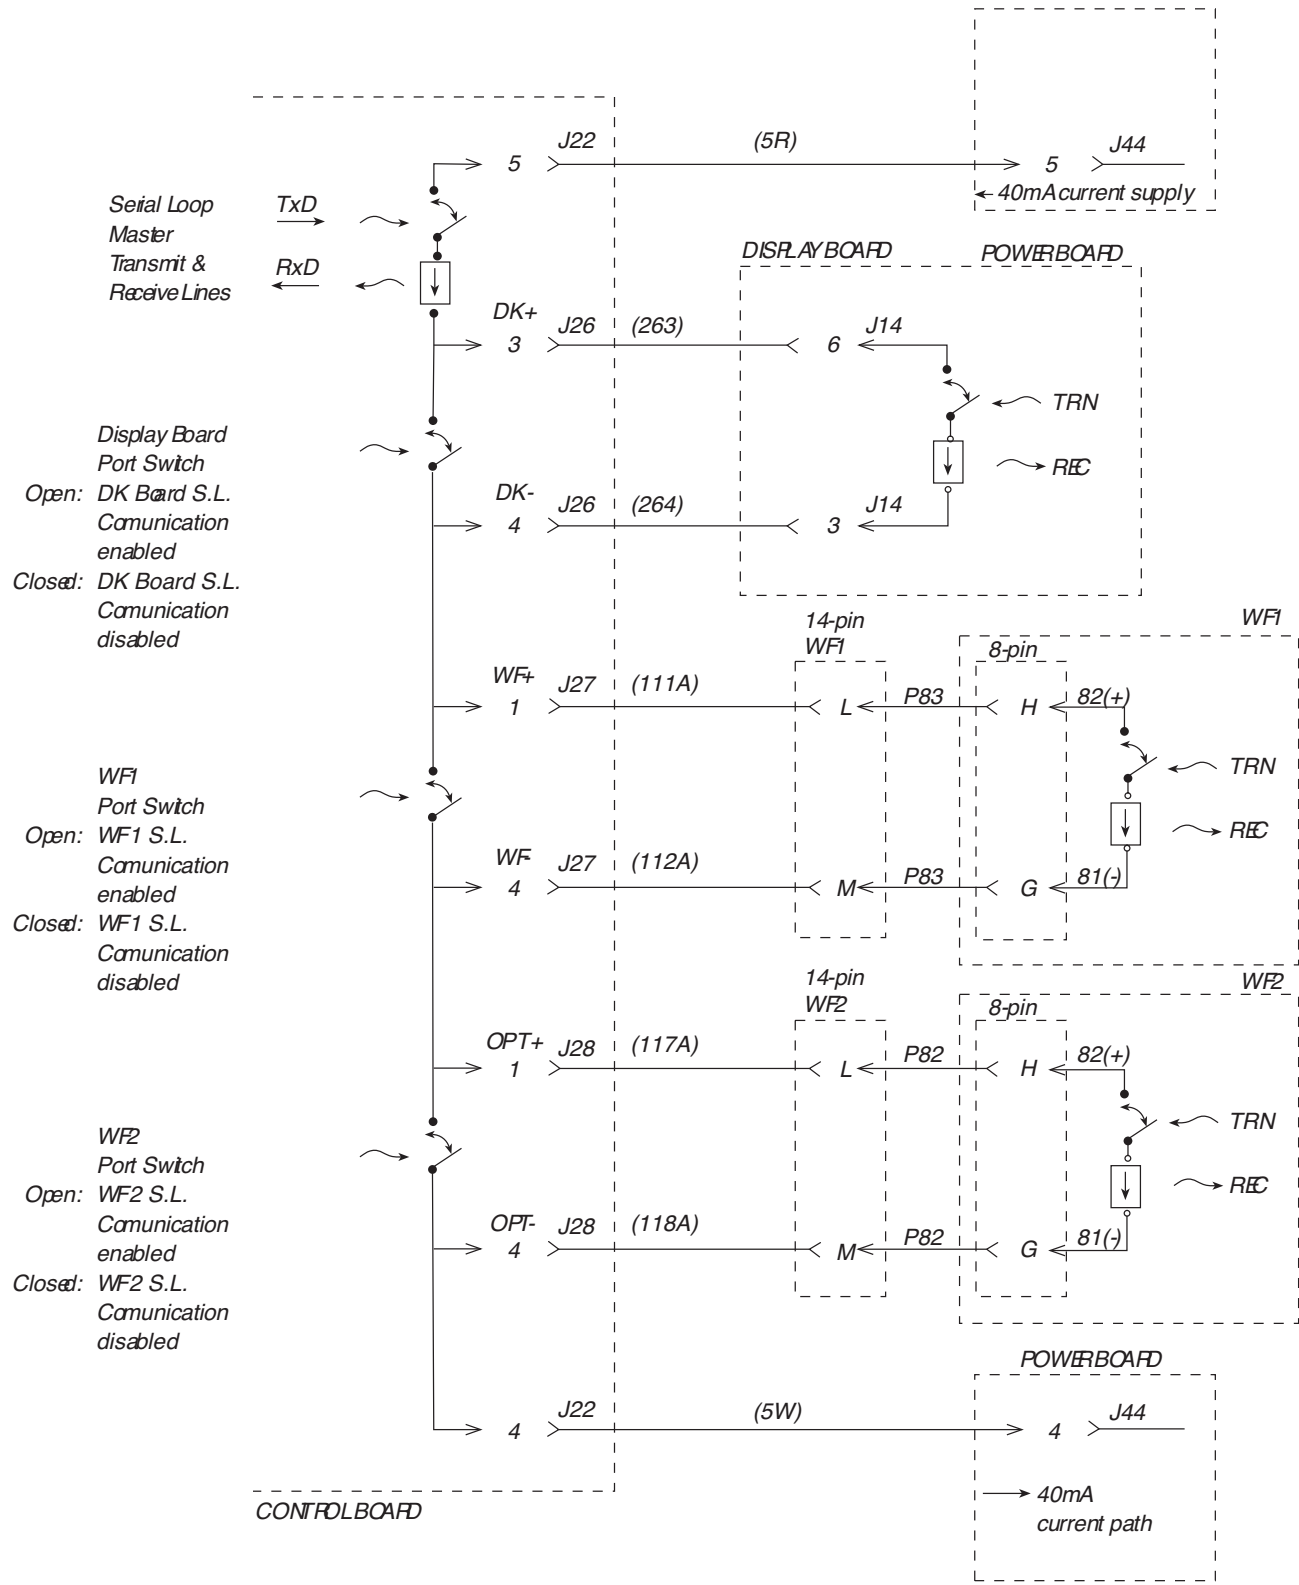 J22
(5R)
J44
5
5
40mA current supply
Serial Loop
Master
Transmit &
Receive Lines
TxD
RxD
DISPLAY BOARD
POWER BOARD
DK+
J26
(263)
J14
3
6
TRN
REC
Display Board
Port Switch
Open: DK Board S.L.
Comunication
enabled
Closed: DK Board S.L.
Comunication
disabled
DK-
J26
(264)
J14
4
3
14-pin
WF1
WF1
8-pin
WF+
J27
(111A)
P83
82(+)
1
L
H
TRN
REC
WF1
Port Switch
Open: WF1 S.L.
Comunication
enabled
Closed: WF1 S.L.
Comunication
disabled
WF-
J27
(112A)
P83
81(-)
4
M
G
14-pin
WF2
WF2
8-pin
OPT+
J28
(117A)
P82
82(+)
1
L
H
TRN
REC
WF2
Port Switch
Open: WF2 S.L.
Comunication
enabled
Closed: WF2 S.L.
Comunication
disabled
OPT-
J28
(118A)
P82
81(-)
4
M
G
POWER BOARD
J22
(5W)
J44
4
4
40mA
current path
CONTROL BOARD